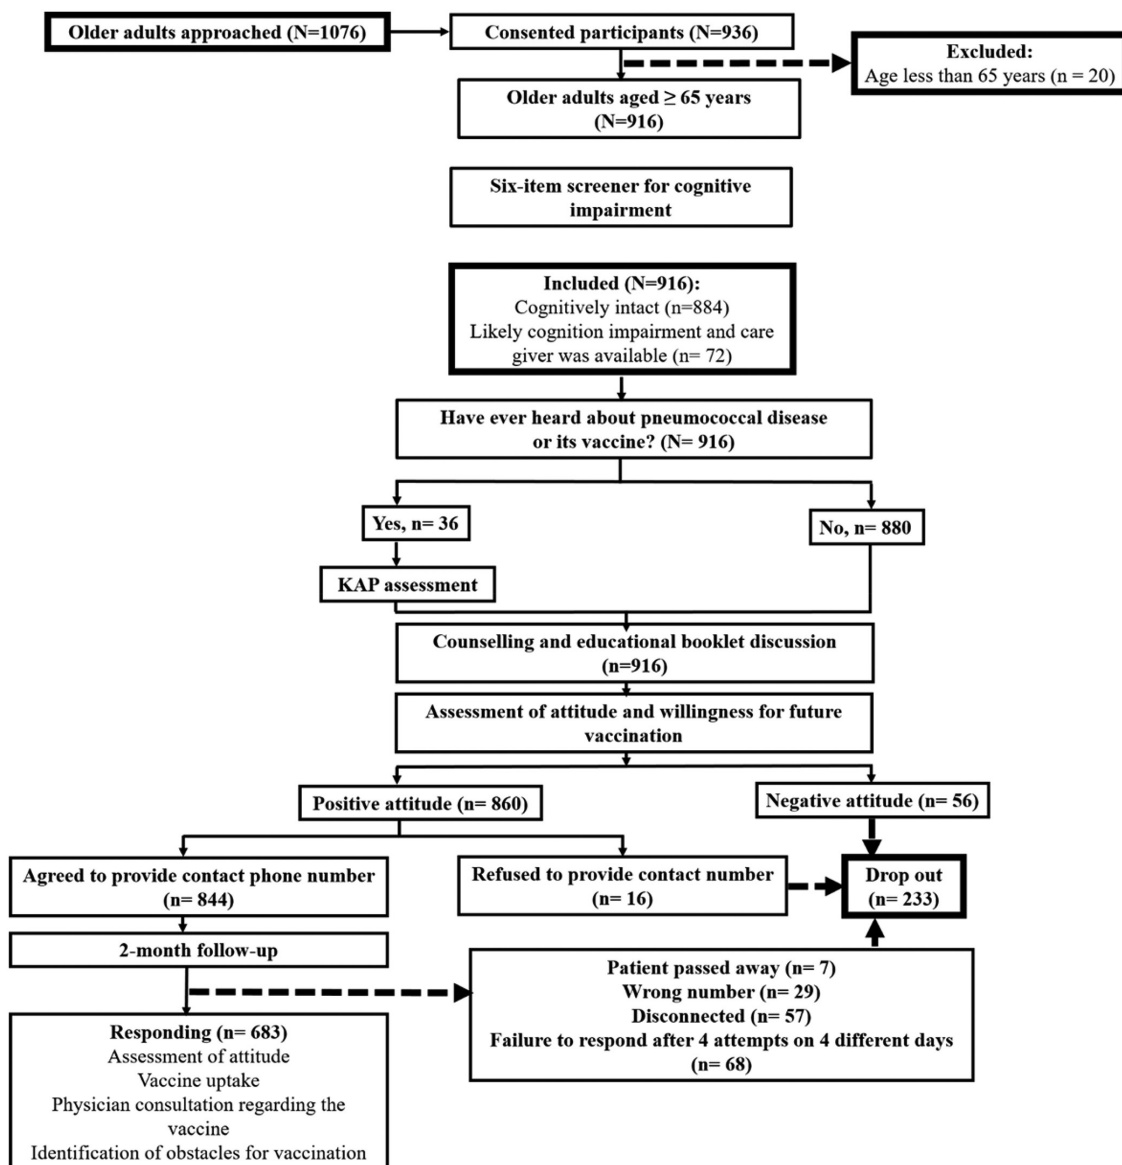 Older adults approached (N=1076)
Consented participants (N=936)
Excluded:
Age less than 65 years (n = 20)
Older adults aged ≥ 65 years
(N=916)
Six-item screener for cognitive
impairment
Included (N=916):
Cognitively intact (n=884)
Likely cognition impairment and care
giver was available (n= 72)
Have ever heard about pneumococcal disease
or its vaccine? (N= 916)
Yes, n= 36
No, n= 880
KAP assessment
Counselling and educational booklet discussion
(n=916)
Assessment of attitude and willingness for future
vaccination
Positive attitude (n= 860)
Negative attitude (n= 56)
Agreed to provide contact phone number
(n= 844)
Refused to provide contact number
(n= 16)
Drop out
(n= 233)
2-month follow-up
Patient passed away (n= 7)
Wrong number (n= 29)
Disconnected (n= 57)
Failure to respond after 4 attempts on 4 different days
(n= 68)
Responding (n= 683)
Assessment of attitude
Vaccine uptake
Physician consultation regarding the
vaccine
Identification of obstacles for vaccination